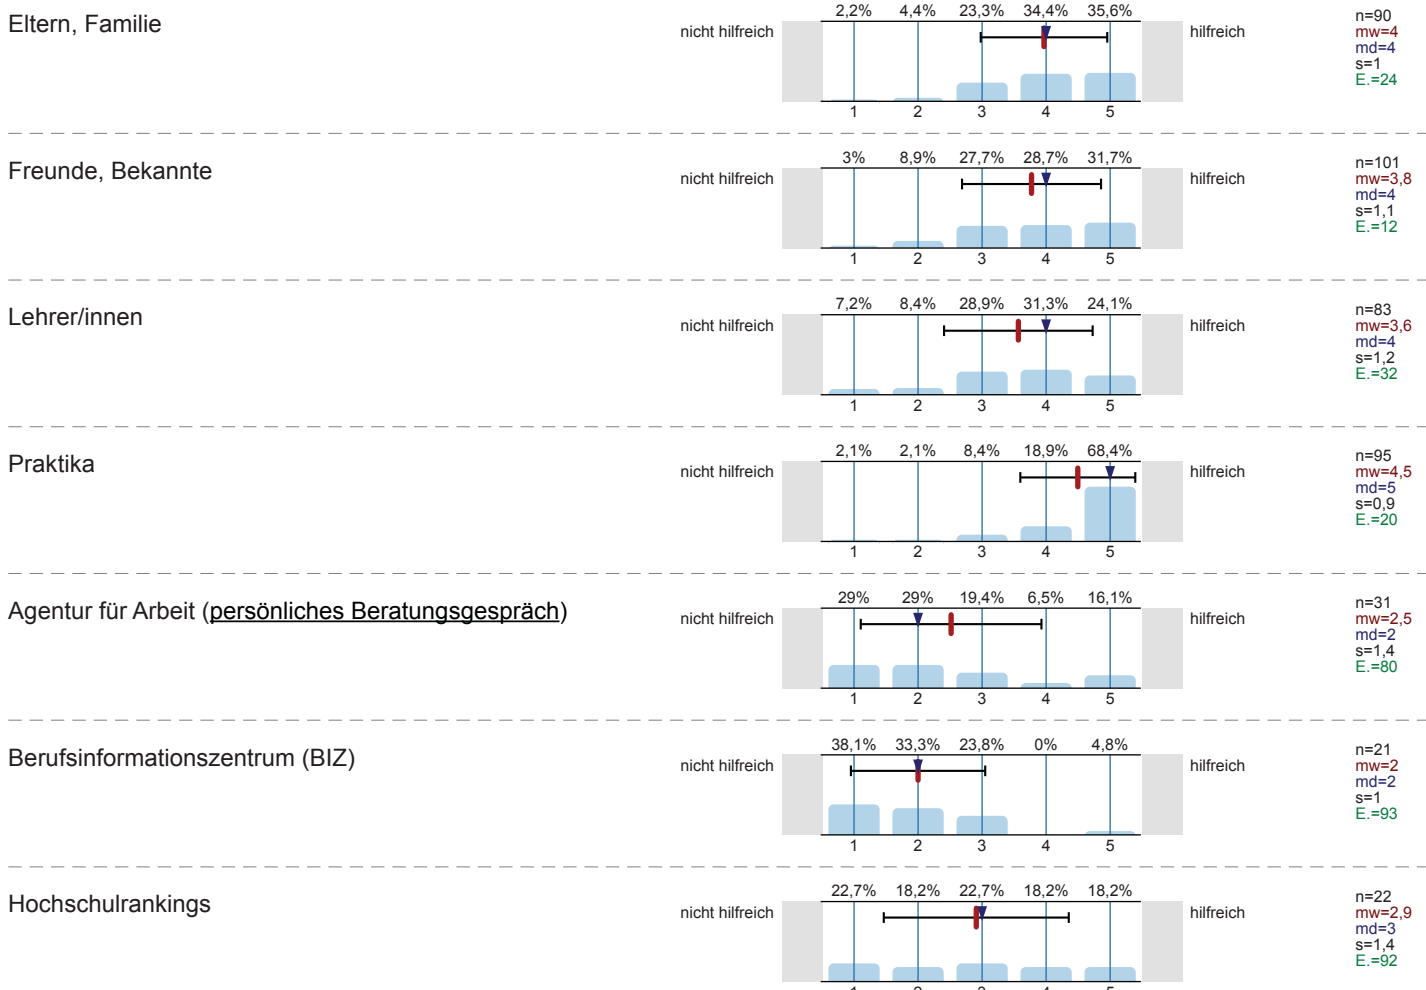 Eltern, Familie
nicht hilfreich
2,2% 4,4% 23,3% 34,4% 35,6%
1 2 3 4 5
hilfreich
n=90
mw=4
md=4
s=1
E.=24
Freunde, Bekannte
nicht hilfreich
3% 8,9% 27,7% 28,7% 31,7%
1 2 3 4 5
hilfreich
n=101
mw=3,8
md=4
s=1,1
E.=12
Lehrer/innen
nicht hilfreich
7,2% 8,4% 28,9% 31,3% 24,1%
1 2 3 4 5
hilfreich
n=83
mw=3,6
md=4
s=1,2
E.=32
Praktika
nicht hilfreich
2,1% 2,1% 8,4% 18,9% 68,4%
1 2 3 4 5
hilfreich
n=95
mw=4,5
md=5
s=0,9
E.=20
Agentur für Arbeit (persönliches Beratungsgespräch)
nicht hilfreich
29% 29% 19,4% 6,5% 16,1%
1 2 3 4 5
hilfreich
n=31
mw=2,5
md=2
s=1,4
E.=80
Berufsinformationszentrum (BIZ)
nicht hilfreich
38,1% 33,3% 23,8% 0% 4,8%
1 2 3 4 5
hilfreich
n=21
mw=2
md=2
s=1
E.=93
Hochschulrankings
nicht hilfreich
22,7% 18,2% 22,7% 18,2% 18,2%
1 2 3 4 5
hilfreich
n=22
mw=2,9
md=3
s=1,4
E.=92